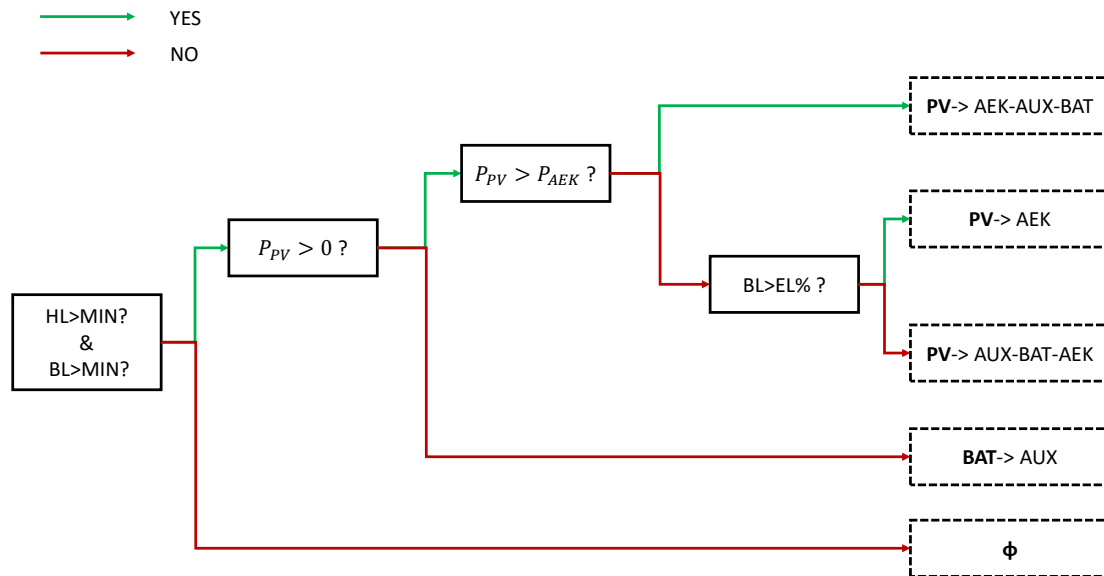 YES
NO
PV-> AEK-AUX-BAT
P_PV > P_AEK ?
PV-> AEK
P_PV > 0 ?
BL>EL% ?
HL>MIN?
&
BL>MIN?
PV-> AUX-BAT-AEK
BAT-> AUX
ϕ